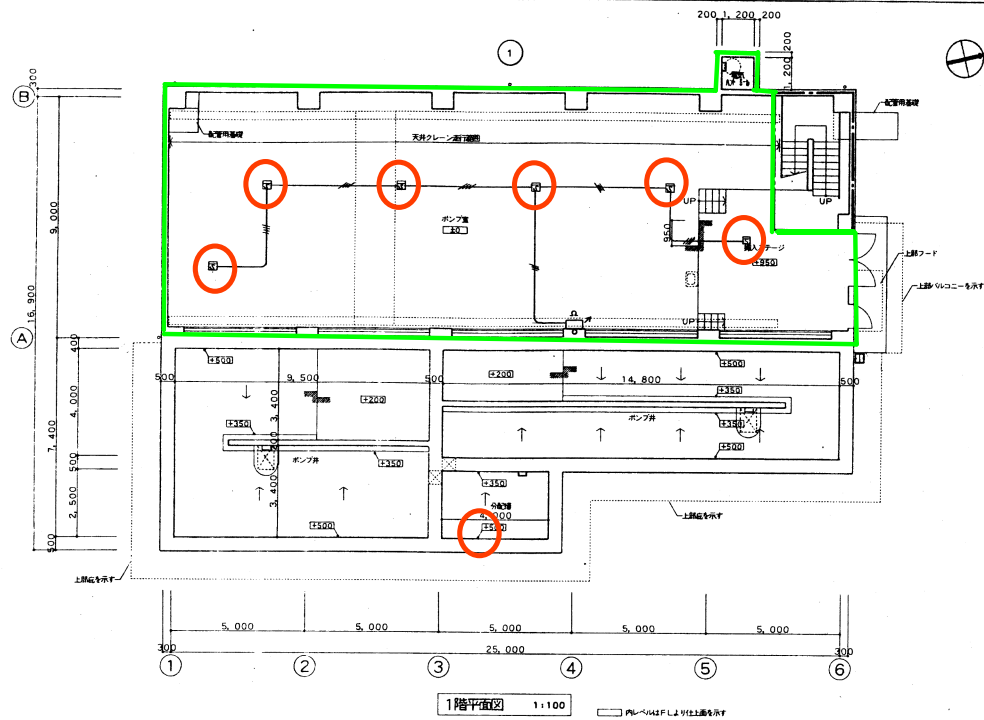 200 1,200 200
200
1,200
①
300
Ⓑ
配管用基礎
配管用基礎
天井クレーン走行範囲
UP
ポンプ室
±0
950
搬入ステージ
+950
9,000
16,900
上部フード
上部バルコニーを示す
UP
Ⓐ
400
+500
+500
500
9,500
500
+200
14,800
500
+200
+350
3,400
4,000
+350
ポンプ井
+350
7,400
200
ポンプ井
+350
+500
500
+350
3,400
2,500
分配槽
4,000
+500
+500
上部庇を示す
500
上部庇を示す
5,000
5,000
5,000
5,000
5,000
300
25,000
300
① ② ③ ④ ⑤ ⑥
1階平面図 1:100
内レベルはFLより仕上面を示す